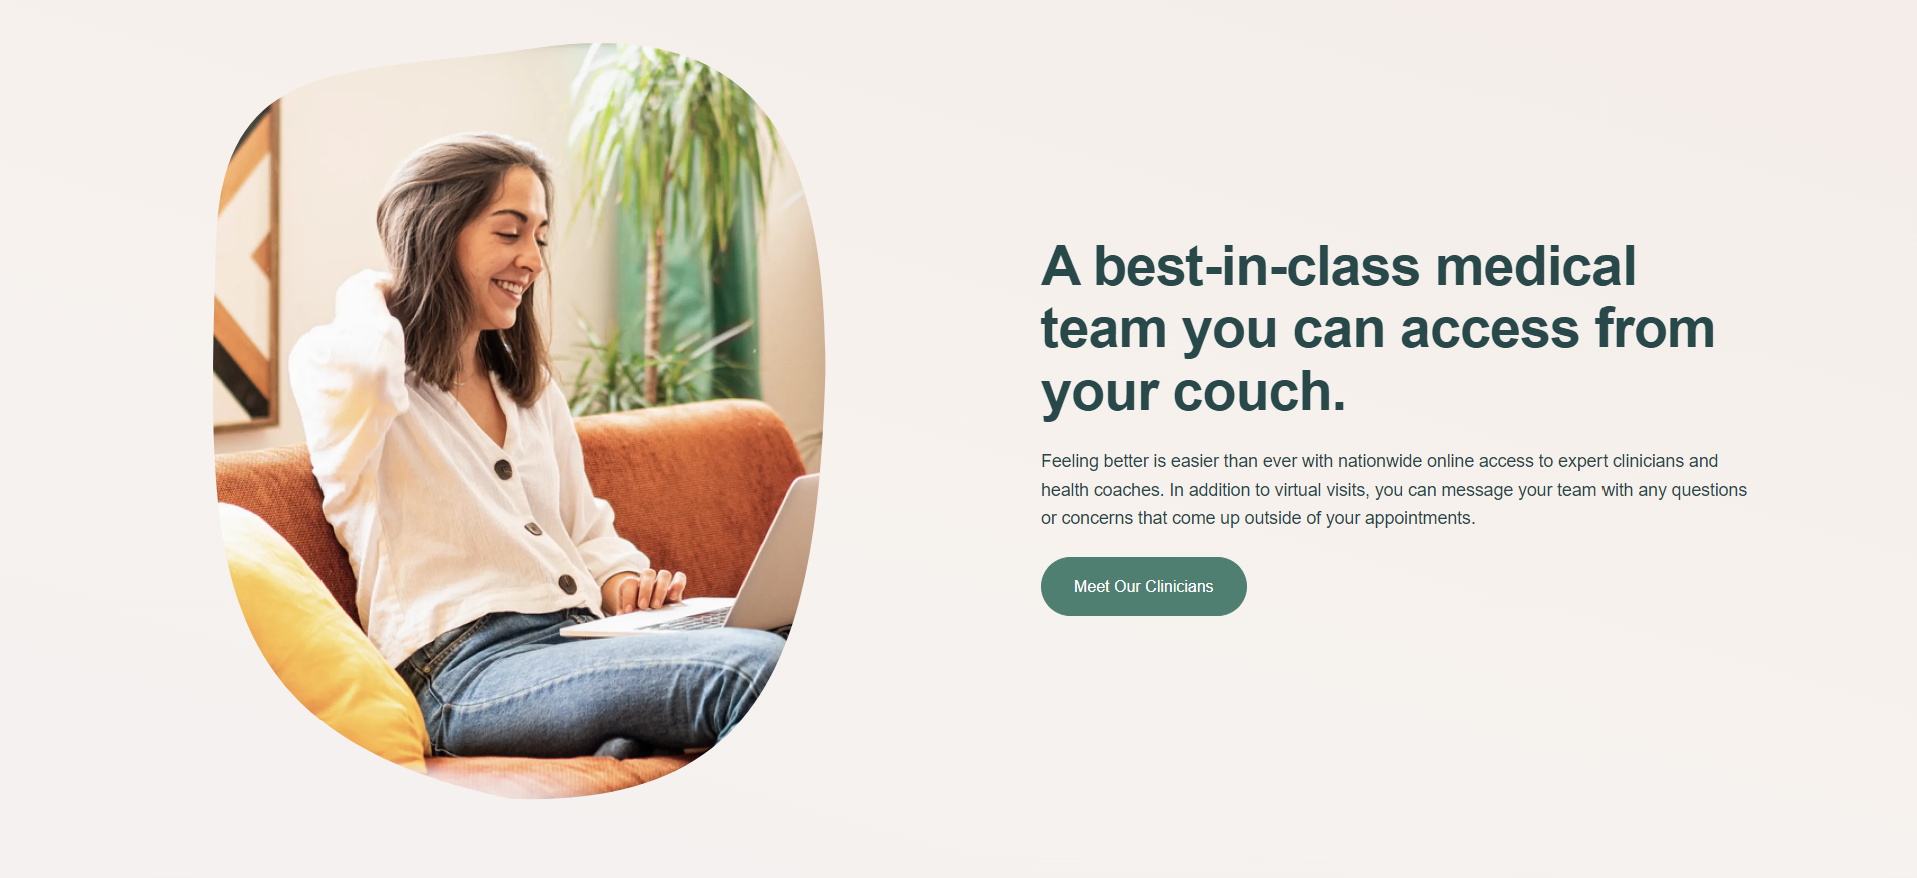 A best-in-class medical
team you can access from
your couch.
Feeling better is easier than ever with nationwide online access to expert clinicians and
health coaches. In addition to virtual visits, you can message your team with any questions
or concerns that come up outside of your appointments.
Meet Our Clinicians